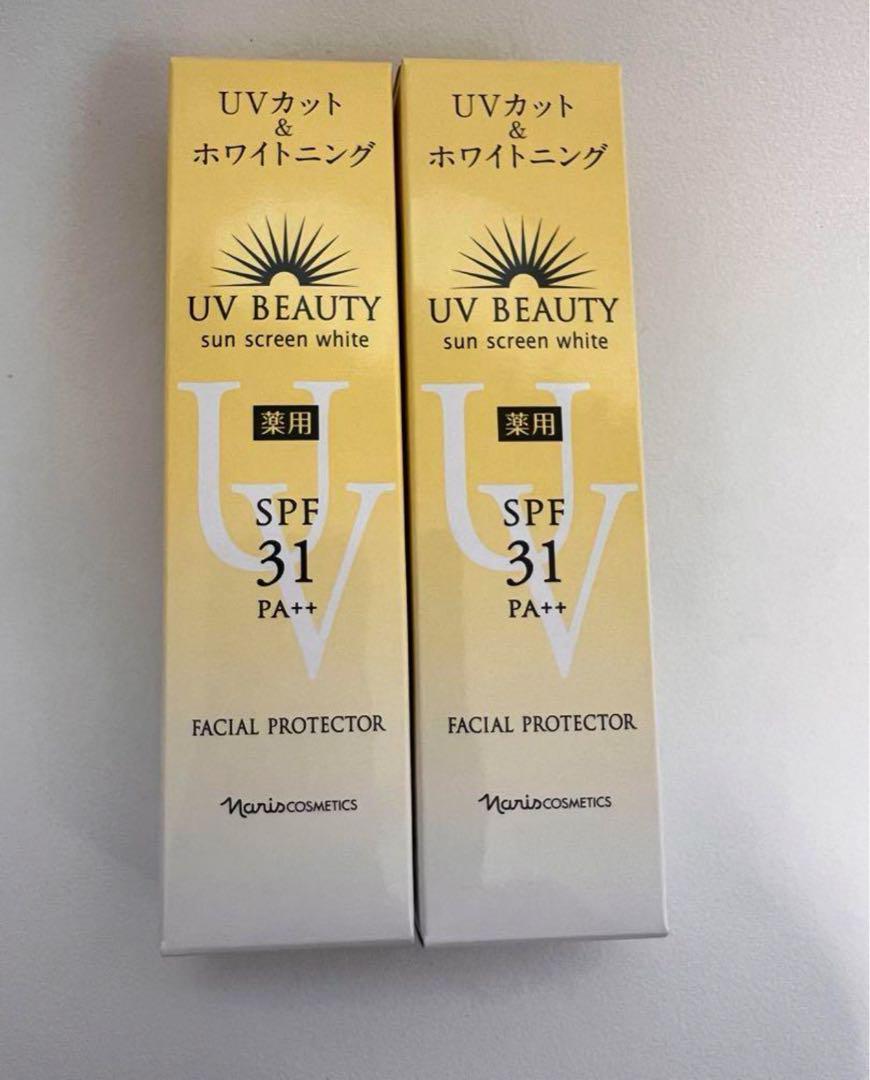 UVカット
&
ホワイトニング
UV BEAUTY
sun screen white
UV
薬用
SPF
31
PA++
FACIAL PROTECTOR
Naris COSMETICS
UVカット
&
ホワイトニング
UV BEAUTY
sun screen white
UV
薬用
SPF
31
PA++
FACIAL PROTECTOR
Naris COSMETICS